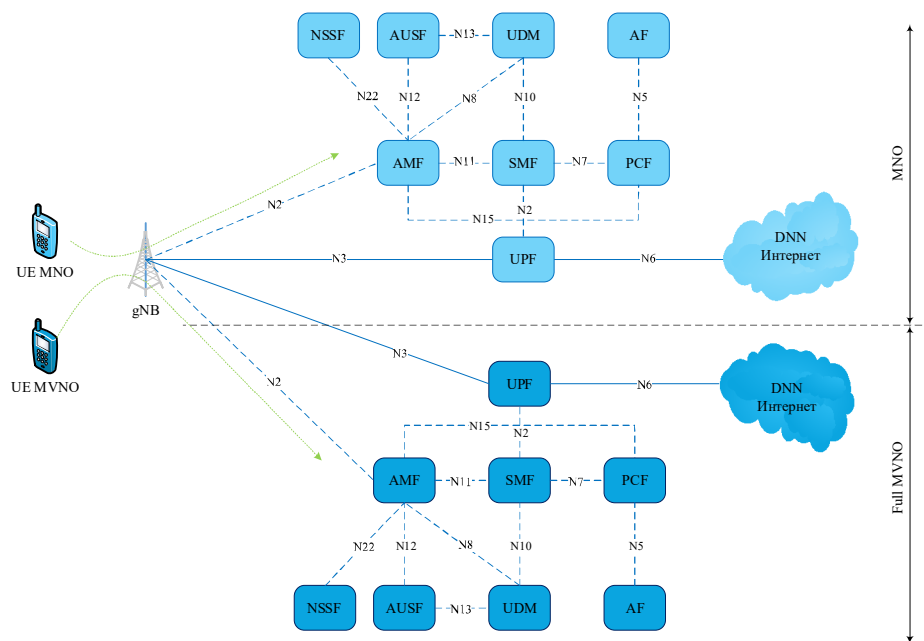 NSSF
AUSF
N13
UDM
AF
N22
N12
N8
N10
N5
AMF
N11
SMF
N7
PCF
MNO
N2
N15
N2
UE MNO
gNB
N3
UPF
N6
DNN
Интернет
UE MVNO
N3
N2
UPF
N6
DNN
Интернет
N15
N2
AMF
N11
SMF
N7
PCF
Full MVNO
N22
N12
N8
N10
N5
NSSF
AUSF
N13
UDM
AF